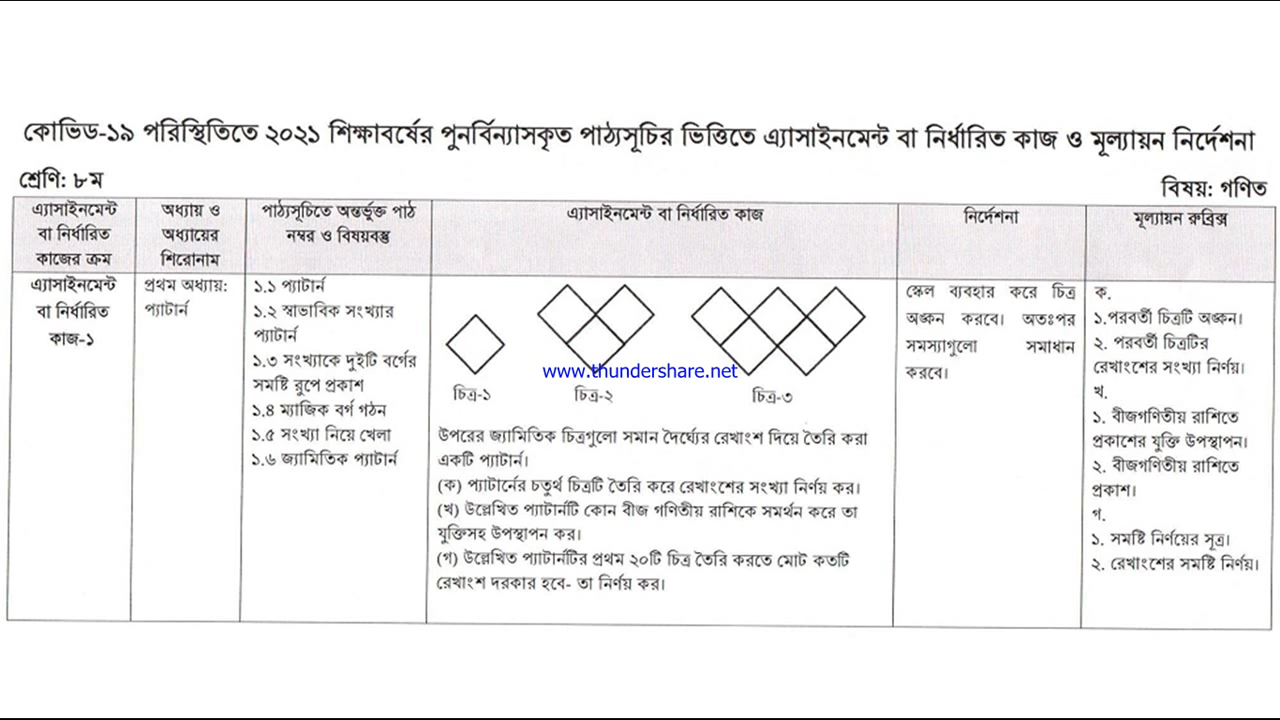 কোভিড-১৯ পরিস্থিতিতে ২০২১ শিক্ষাবর্ষের পুনর্বিন্যাসকৃত পাঠ্যসূচির ভিত্তিতে এ্যাসাইনমেন্ট বা নির্ধারিত কাজ ও মূল্যায়ন নির্দেশনা
শ্রেণি: ৮ম
বিষয়: গণিত
এ্যাসাইনমেন্ট
বা নির্ধারিত
কাজের ক্রম
অধ্যায় ও
অধ্যায়ের
শিরোনাম
পাঠ্যসূচিতে অন্তর্ভুক্ত পাঠ
নম্বর ও বিষয়বস্তু
এ্যাসাইনমেন্ট বা নির্ধারিত কাজ
নির্দেশনা
মূল্যায়ন রুব্রিক্স
এ্যাসাইনমেন্ট
বা নির্ধারিত
কাজ-১
প্রথম অধ্যায়:
প্যাটার্ন
১.১ প্যাটার্ন
১.২ স্বাভাবিক সংখ্যার
প্যাটার্ন
১.৩ সংখ্যাকে দুইটি বর্গের
সমষ্টি রুপে প্রকাশ
১.৪ ম্যাজিক বর্গ গঠন
১.৫ সংখ্যা নিয়ে খেলা
১.৬ জ্যামিতিক প্যাটার্ন
www.thundershare.net
চিত্র-১
চিত্র-২
চিত্র-৩
উপরের জ্যামিতিক চিত্রগুলো সমান দৈর্ঘ্যের রেখাংশ দিয়ে তৈরি করা
একটি প্যাটার্ন।
(ক) প্যাটার্নের চতুর্থ চিত্রটি তৈরি করে রেখাংশের সংখ্যা নির্ণয় কর।
(খ) উল্লেখিত প্যাটার্নটি কোন বীজ গণিতীয় রাশিকে সমর্থন করে তা
যুক্তিসহ উপস্থাপন কর।
(গ) উল্লেখিত প্যাটার্নটির প্রথম ২০টি চিত্র তৈরি করতে মোট কতটি
রেখাংশ দরকার হবে- তা নির্ণয় কর।
স্কেল ব্যবহার করে চিত্র
অঙ্কন করবে। অতঃপর
সমস্যাগুলো সমাধান
করবে।
ক.
১.পরবর্তী চিত্রটি অঙ্কন।
২. পরবর্তী চিত্রটির
রেখাংশের সংখ্যা নির্ণয়।
খ.
১. বীজগণিতীয় রাশিতে
প্রকাশের যুক্তি উপস্থাপন।
২. বীজগণিতীয় রাশিতে
প্রকাশ।
গ.
১. সমষ্টি নির্ণয়ের সূত্র।
২. রেখাংশের সমষ্টি নির্ণয়।